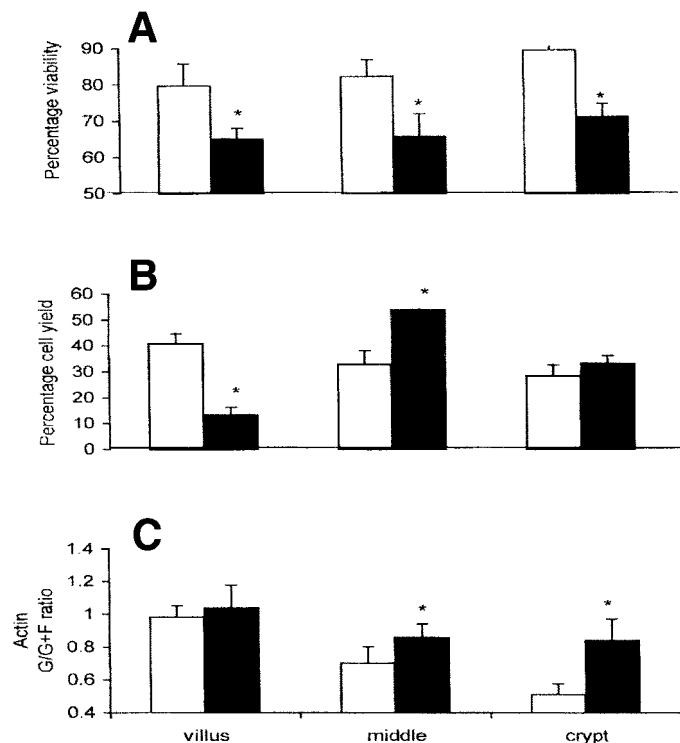 A
Percentage viability
90
80
70
60
50
*
*
*
B
Percentage cell yield
60
50
40
30
20
10
0
*
*
C
Actin
G/G+F ratio
1.4
1.2
1
0.8
0.6
0.4
*
*
villus
middle
crypt